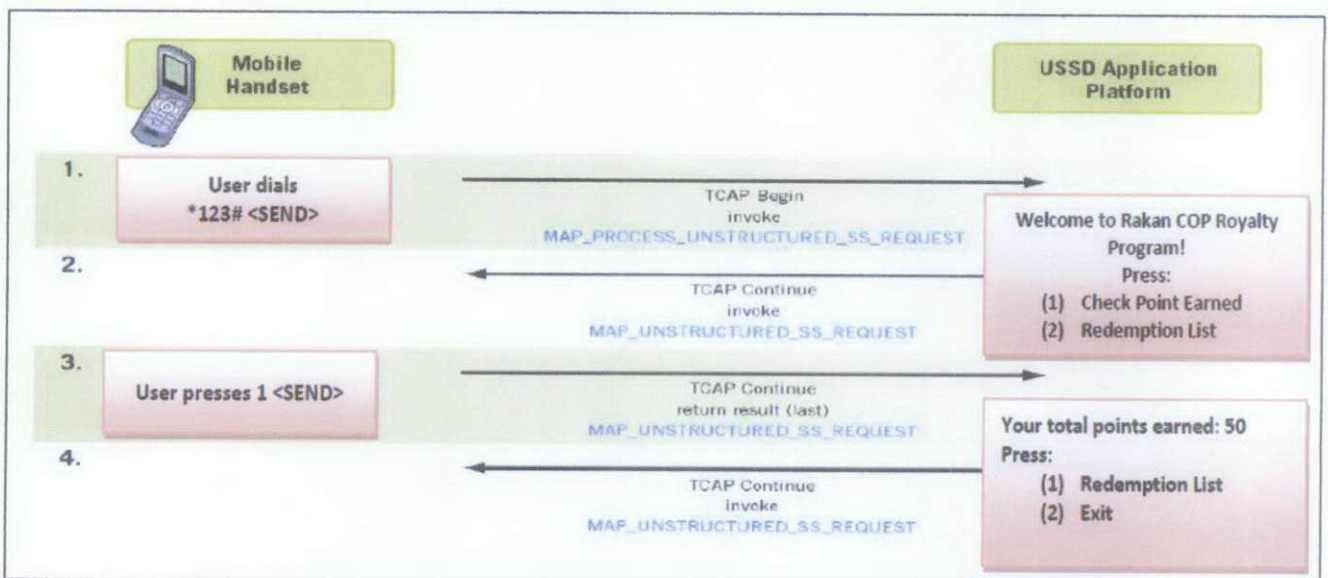 Mobile
Handset
USSD Application
Platform
1.
User dials
*123# <SEND>
TCAP Begin
invoke
MAP_PROCESS_UNSTRUCTURED_SS_REQUEST
Welcome to Rakan COP Royalty
Program!
Press:
(1) Check Point Earned
(2) Redemption List
2.
TCAP Continue
invoke
MAP_UNSTRUCTURED_SS_REQUEST
3.
User presses 1 <SEND>
TCAP Continue
return result (last)
MAP_UNSTRUCTURED_SS_REQUEST
Your total points earned: 50
Press:
(1) Redemption List
(2) Exit
4.
TCAP Continue
invoke
MAP_UNSTRUCTURED_SS_REQUEST